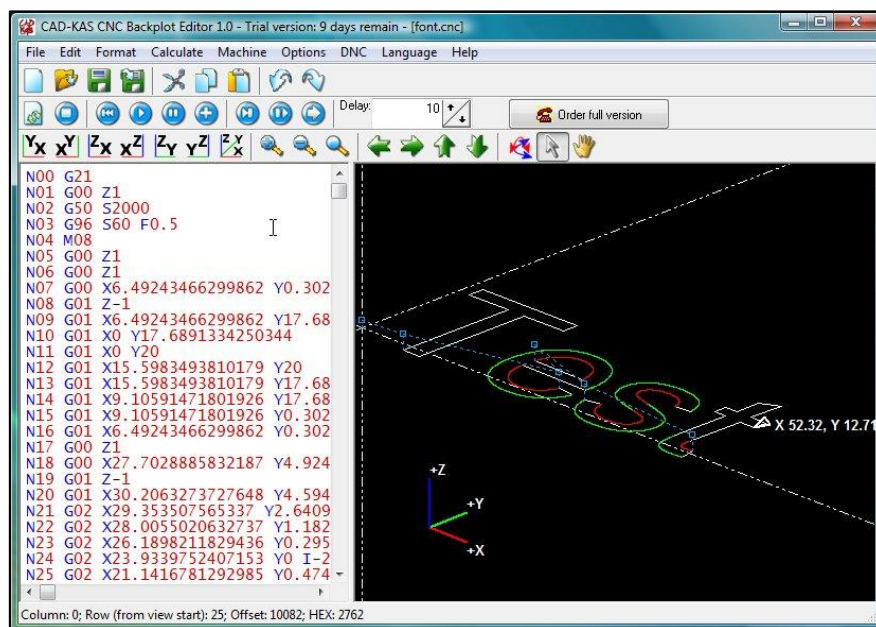 CAD-KAS CNC Backplot Editor 1.0 - Trial version: 9 days remain - [font.cnc]
File Edit Format Calculate Machine Options DNC Language Help
Delay: 10 Order full version
YX XY ZX XZ ZY YZ ZYX
N00 G21
N01 G00 Z1
N02 G50 S2000
N03 G96 S60 F0.5
N04 M08
N05 G00 Z1
N06 G00 Z1
N07 G00 X6.49243466299862 Y0.302
N08 G01 Z-1
N09 G01 X6.49243466299862 Y17.68
N10 G01 X0 Y17.6891334250344
N11 G01 X0 Y20
N12 G01 X15.5983493810179 Y20
N13 G01 X15.5983493810179 Y17.68
N14 G01 X9.10591471801926 Y17.68
N15 G01 X9.10591471801926 Y0.302
N16 G01 X6.49243466299862 Y0.302
N17 G00 Z1
N18 G00 X27.7028885832187 Y4.924
N19 G01 Z-1
N20 G01 X30.2063273727648 Y4.594
N21 G02 X29.353507565337 Y2.6409
N22 G02 X28.0055020632737 Y1.182
N23 G02 X26.1898211829436 Y0.295
N24 G02 X23.9339752407153 Y0 I-2
N25 G02 X21.1416781292985 Y0.474
X 52.32, Y 12.71
+Z
+Y
+X
Column: 0; Row (from view start): 25; Offset: 10082; HEX: 2762